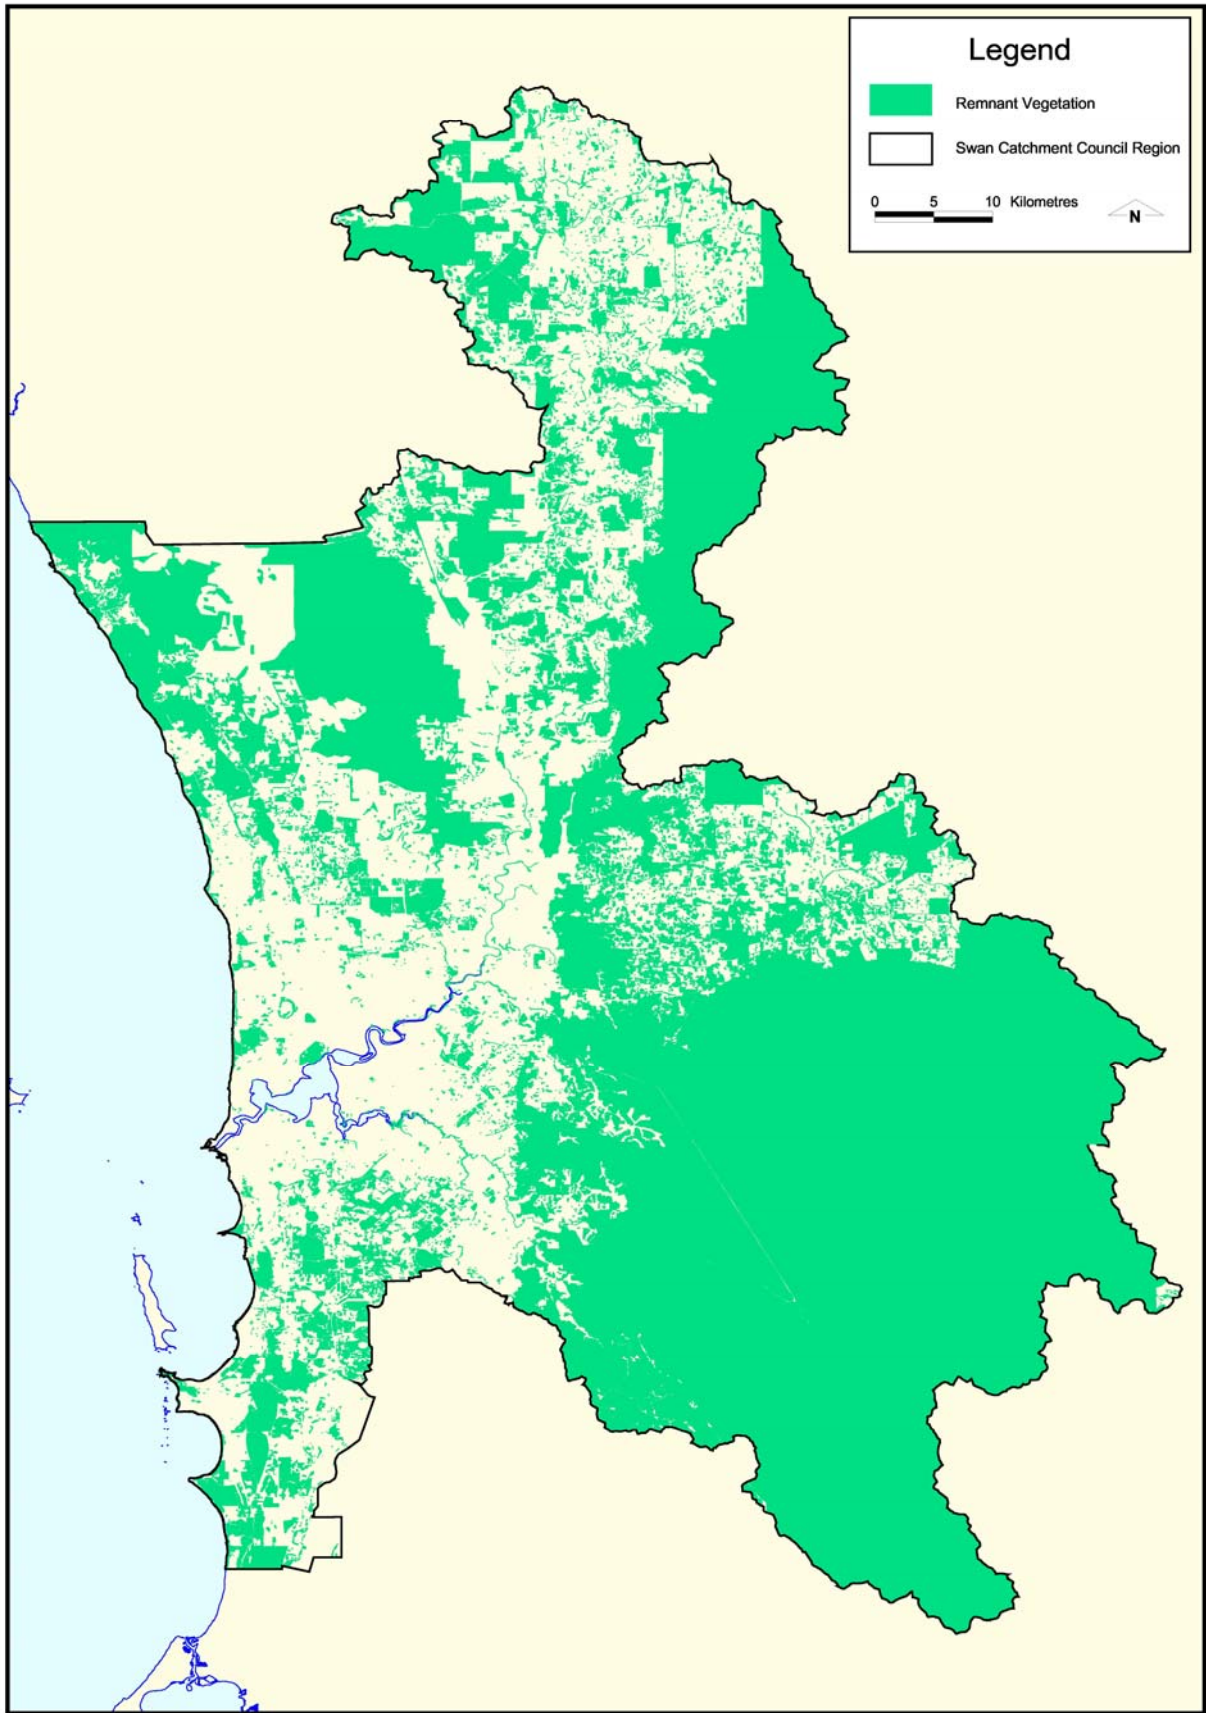 Legend
Remnant Vegetation
Swan Catchment Council Region
0 5 10 Kilometres
N